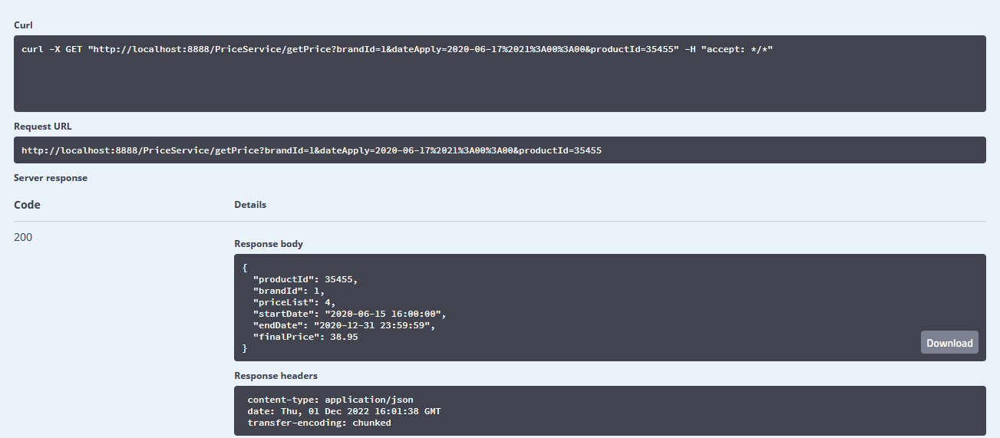 Curl
curl -X GET "http://localhost:8888/PriceService/getPrice?brandId=1&dateApply=2020-06-17%2021%3A00%3A00&productId=35455" -H "accept: */*"
Request URL
http://localhost:8888/PriceService/getPrice?brandId=1&dateApply=2020-06-17%2021%3A00%3A00&productId=35455
Server response
Code Details
200
Response body
{
  "productId": 35455,
  "brandId": 1,
  "priceList": 4,
  "startDate": "2020-06-15 16:00:00",
  "endDate": "2020-12-31 23:59:59",
  "finalPrice": 38.95
}
Download
Response headers
content-type: application/json
date: Thu, 01 Dec 2022 16:01:38 GMT
transfer-encoding: chunked